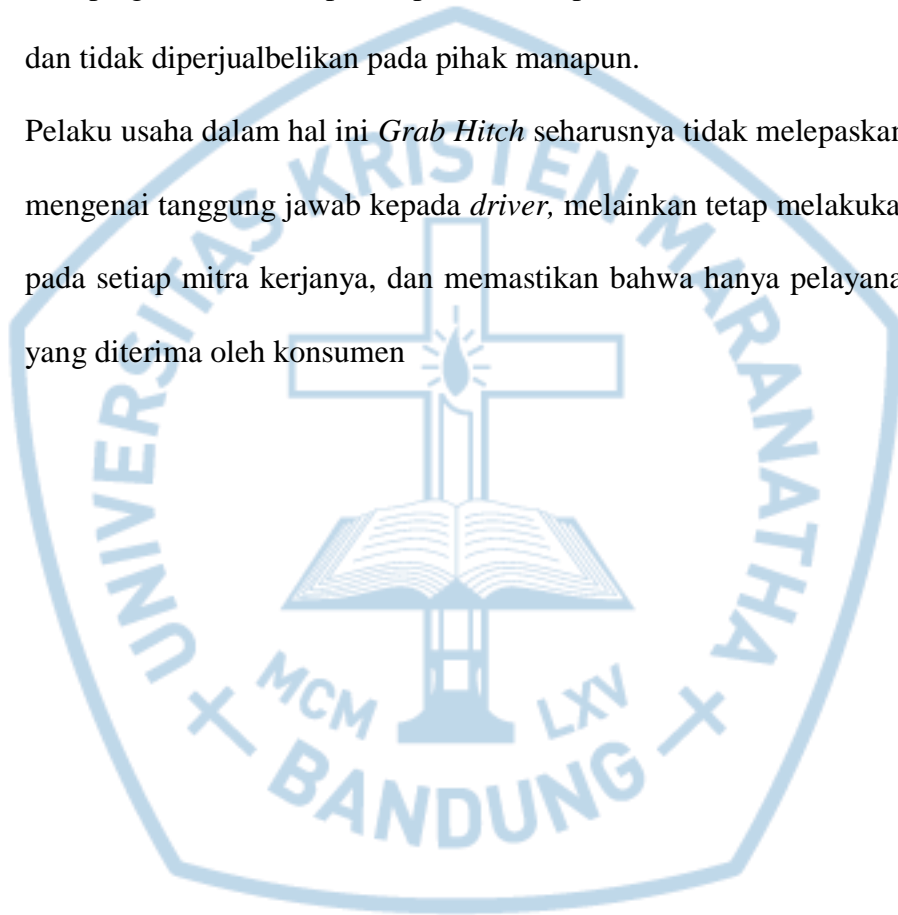 dan tidak diperjualbelikan pada pihak manapun.
Pelaku usaha dalam hal ini Grab Hitch seharusnya tidak melepaskan
mengenai tanggung jawab kepada driver, melainkan tetap melakuka
pada setiap mitra kerjanya, dan memastikan bahwa hanya pelayana
yang diterima oleh konsumen
UNIVERSITAS KRISTEN MARANATHA
MCM LXV
BANDUNG